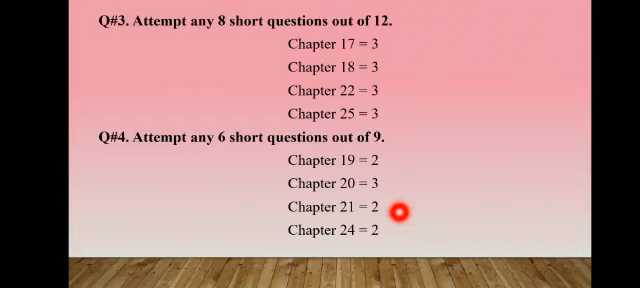 Q#3. Attempt any 8 short questions out of 12.
Chapter 17 = 3
Chapter 18 = 3
Chapter 22 = 3
Chapter 25 = 3
Q#4. Attempt any 6 short questions out of 9.
Chapter 19 = 2
Chapter 20 = 3
Chapter 21 = 2
Chapter 24 = 2